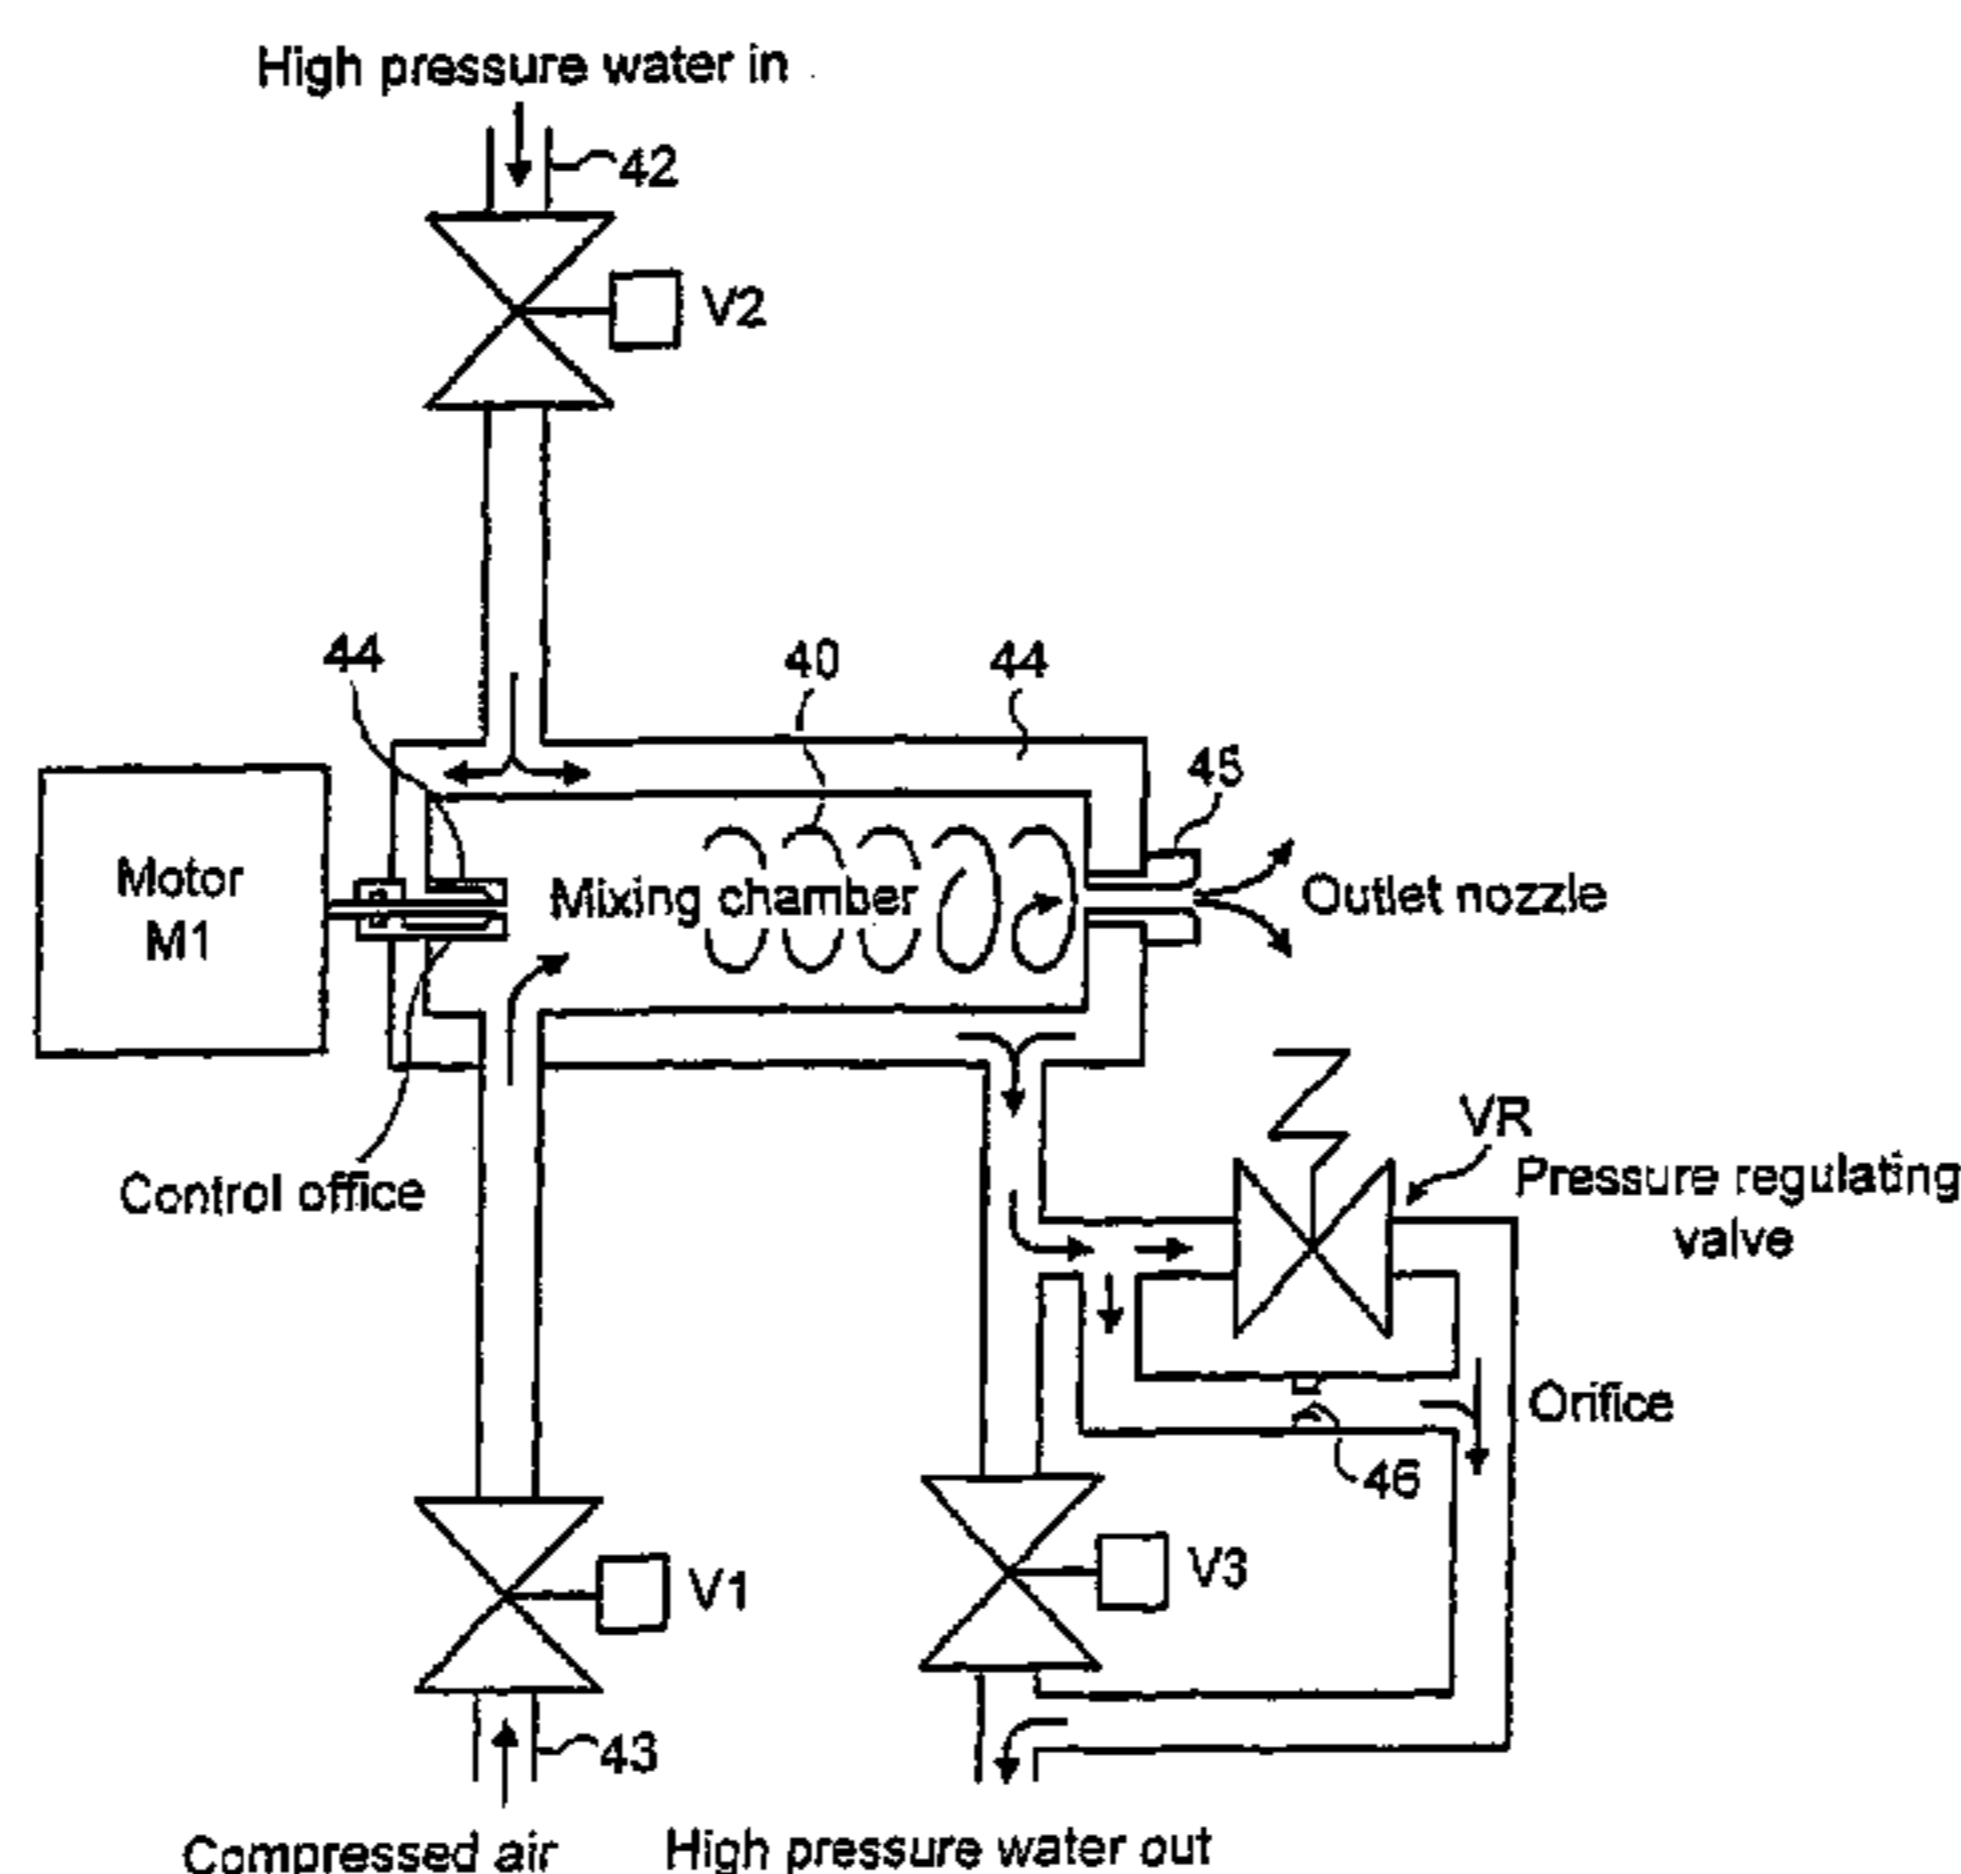 High pressure water in
42
V2
44
40
44
45
Motor
M1
Mixing chamber
Outlet nozzle
Control office
VR
Pressure regulating
valve
Orifice
46
V1
V3
43
Compressed air
High pressure water out